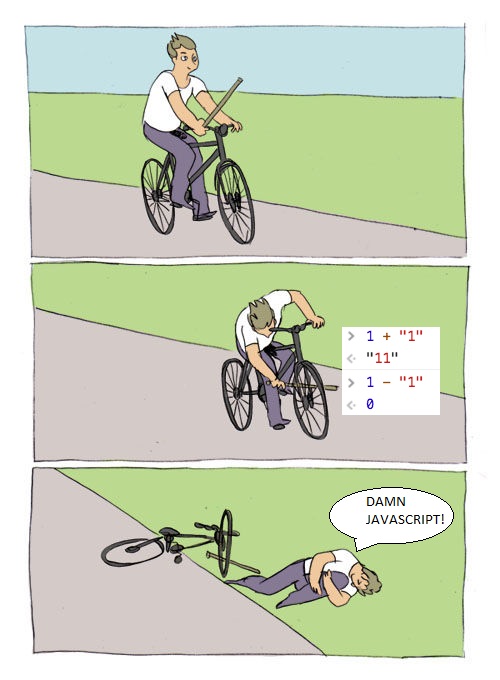 > 1 + "1"
<· "11"
> 1 − "1"
<· 0
DAMN
JAVASCRIPT!